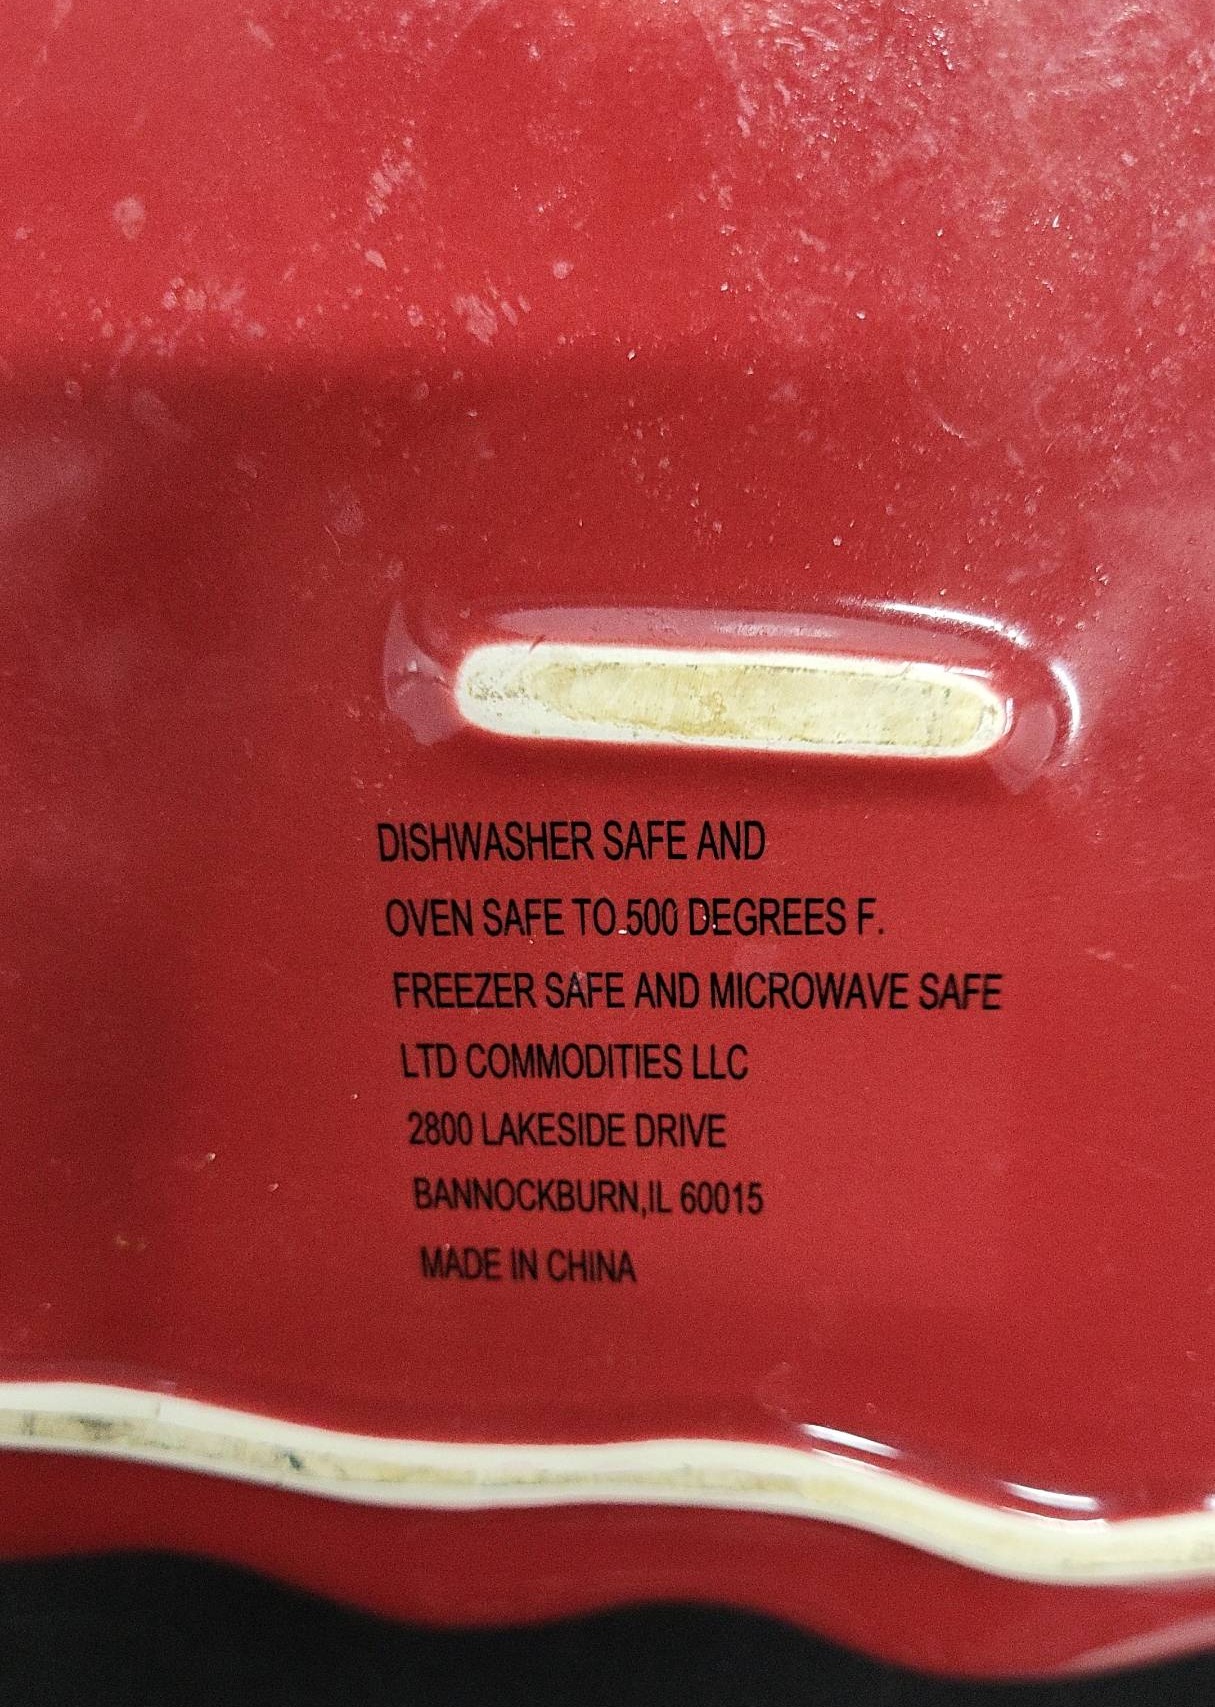 DISHWASHER SAFE AND
OVEN SAFE TO 500 DEGREES F.
FREEZER SAFE AND MICROWAVE SAFE
LTD COMMODITIES LLC
2800 LAKESIDE DRIVE
BANNOCKBURN,IL 60015
MADE IN CHINA